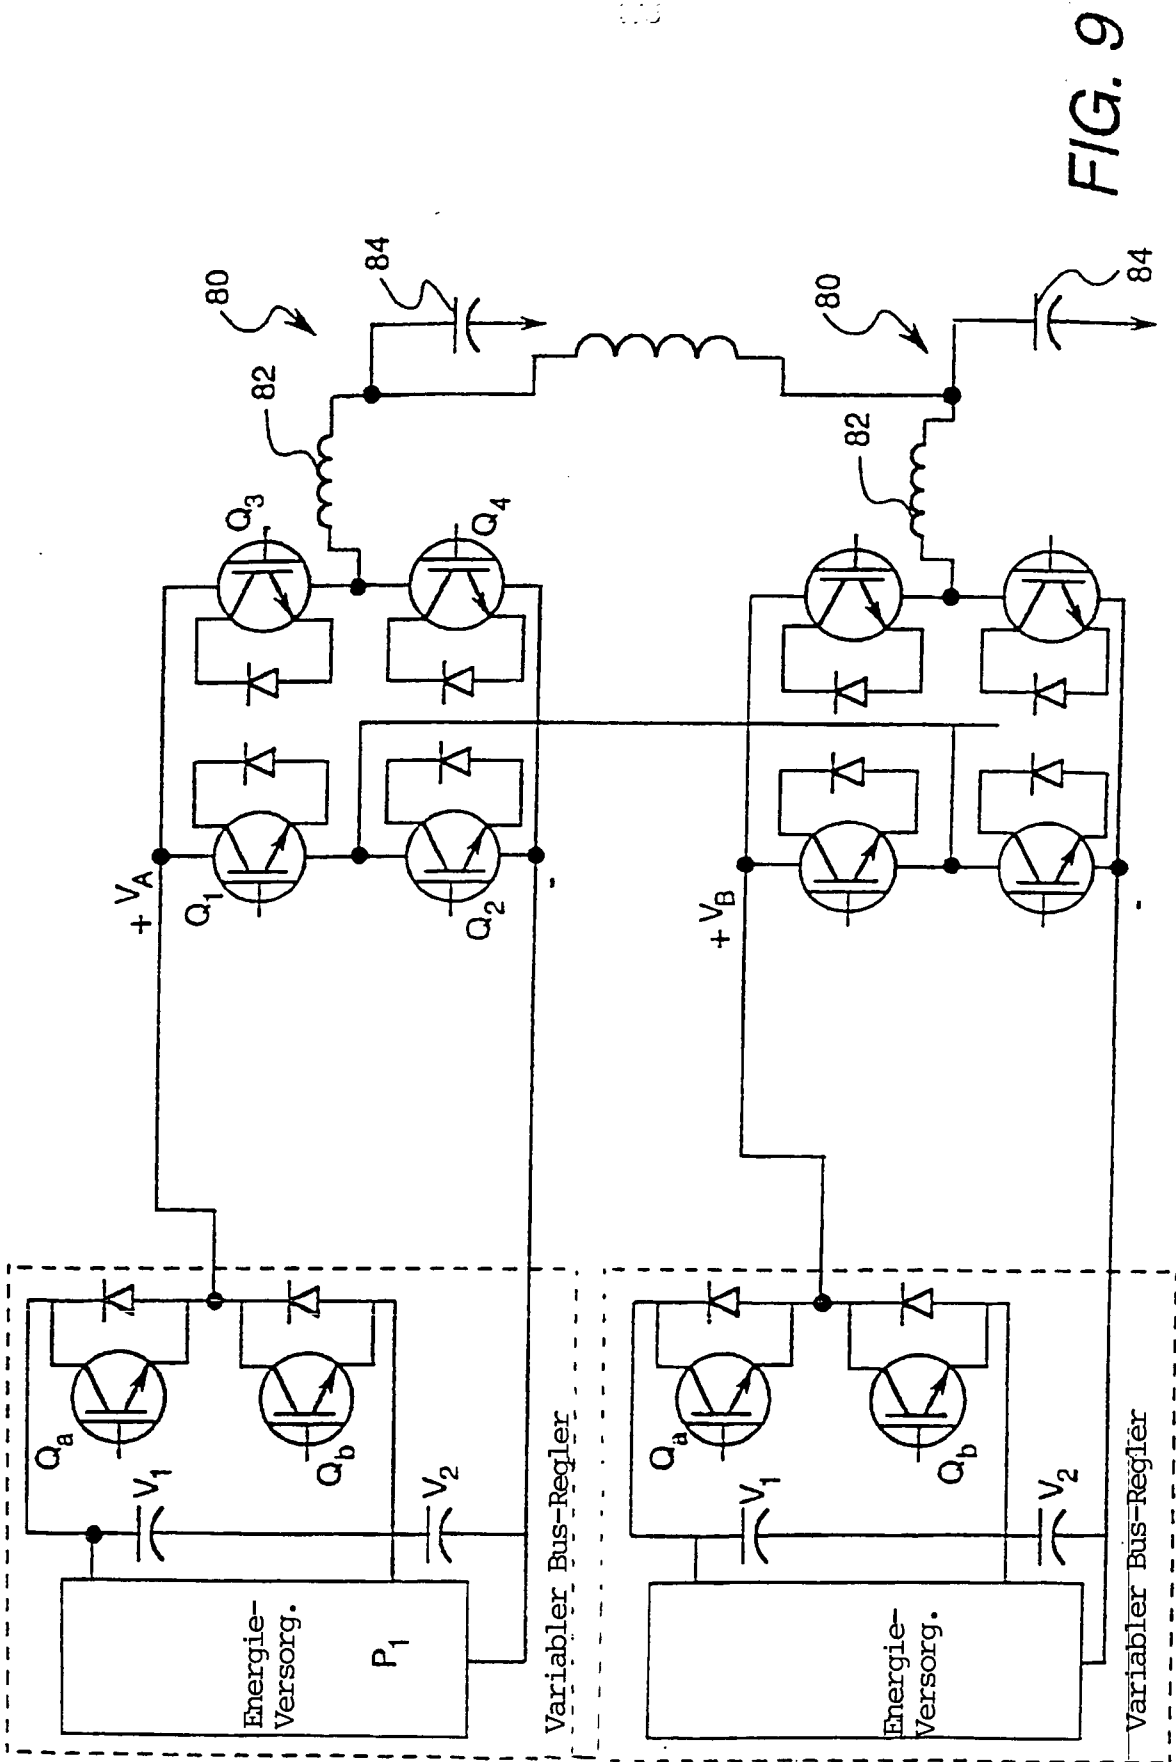 FIG. 9
80
84
82
Q3
Q4
+ VA
Q1
Q2
-
Qa
Qb
V1
V2
Energie-
Versorg.
P1
Variabler Bus-Regler
80
84
82
+ VB
-
Qa
Qb
V1
V2
Energie-
Versorg.
Variabler Bus-Regler